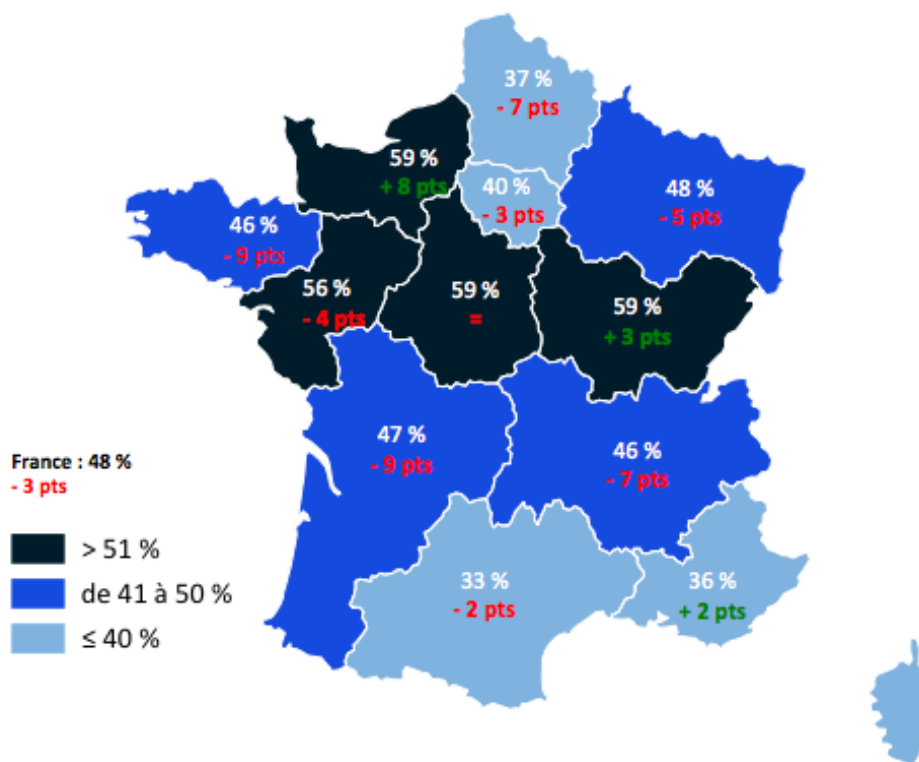 37 %
- 7 pts
59 %
+ 8 pts
40 %
- 3 pts
48 %
- 5 pts
46 %
- 9 pts
56 %
- 4 pts
59 %
=
59 %
+ 3 pts
47 %
- 9 pts
46 %
- 7 pts
33 %
- 2 pts
36 %
+ 2 pts
France : 48 %
- 3 pts
> 51 %
de 41 à 50 %
≤ 40 %